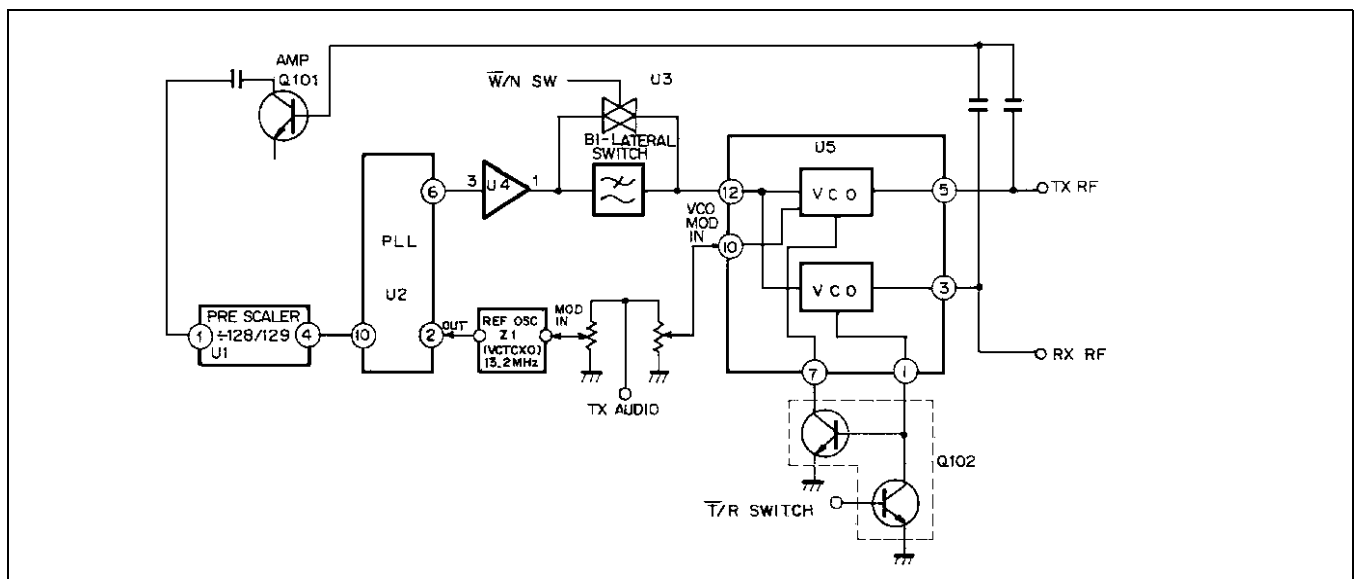 AMP
Q101
W̅/N SW
U3
BI-LATERAL
SWITCH
U5
3
U4
1
6
12
VCO
5
TX RF
VCO
MOD
IN
10
PLL
U2
VCO
3
PRE SCALER
÷128/129
U1
1
4
10
2
OUT
REF OSC
Z1
(VCTCXO)
13.2MHz
MOD
IN
RX RF
7
1
TX AUDIO
Q102
T̅/R SWITCH